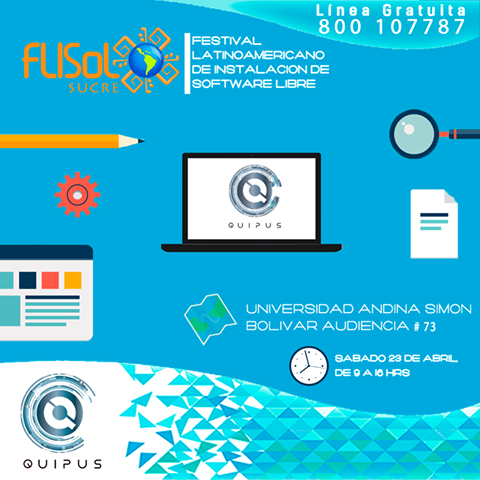 Línea Gratuita
800 107787
FLISoL
SUCRE
FESTIVAL
LATINOAMERICANO
DE INSTALACION DE
SOFTWARE LIBRE
QUIPUS
UNIVERSIDAD ANDINA SIMON
BOLIVAR AUDIENCIA # 73
SABADO 23 DE ABRIL
DE 9 A 16 HRS
QUIPUS